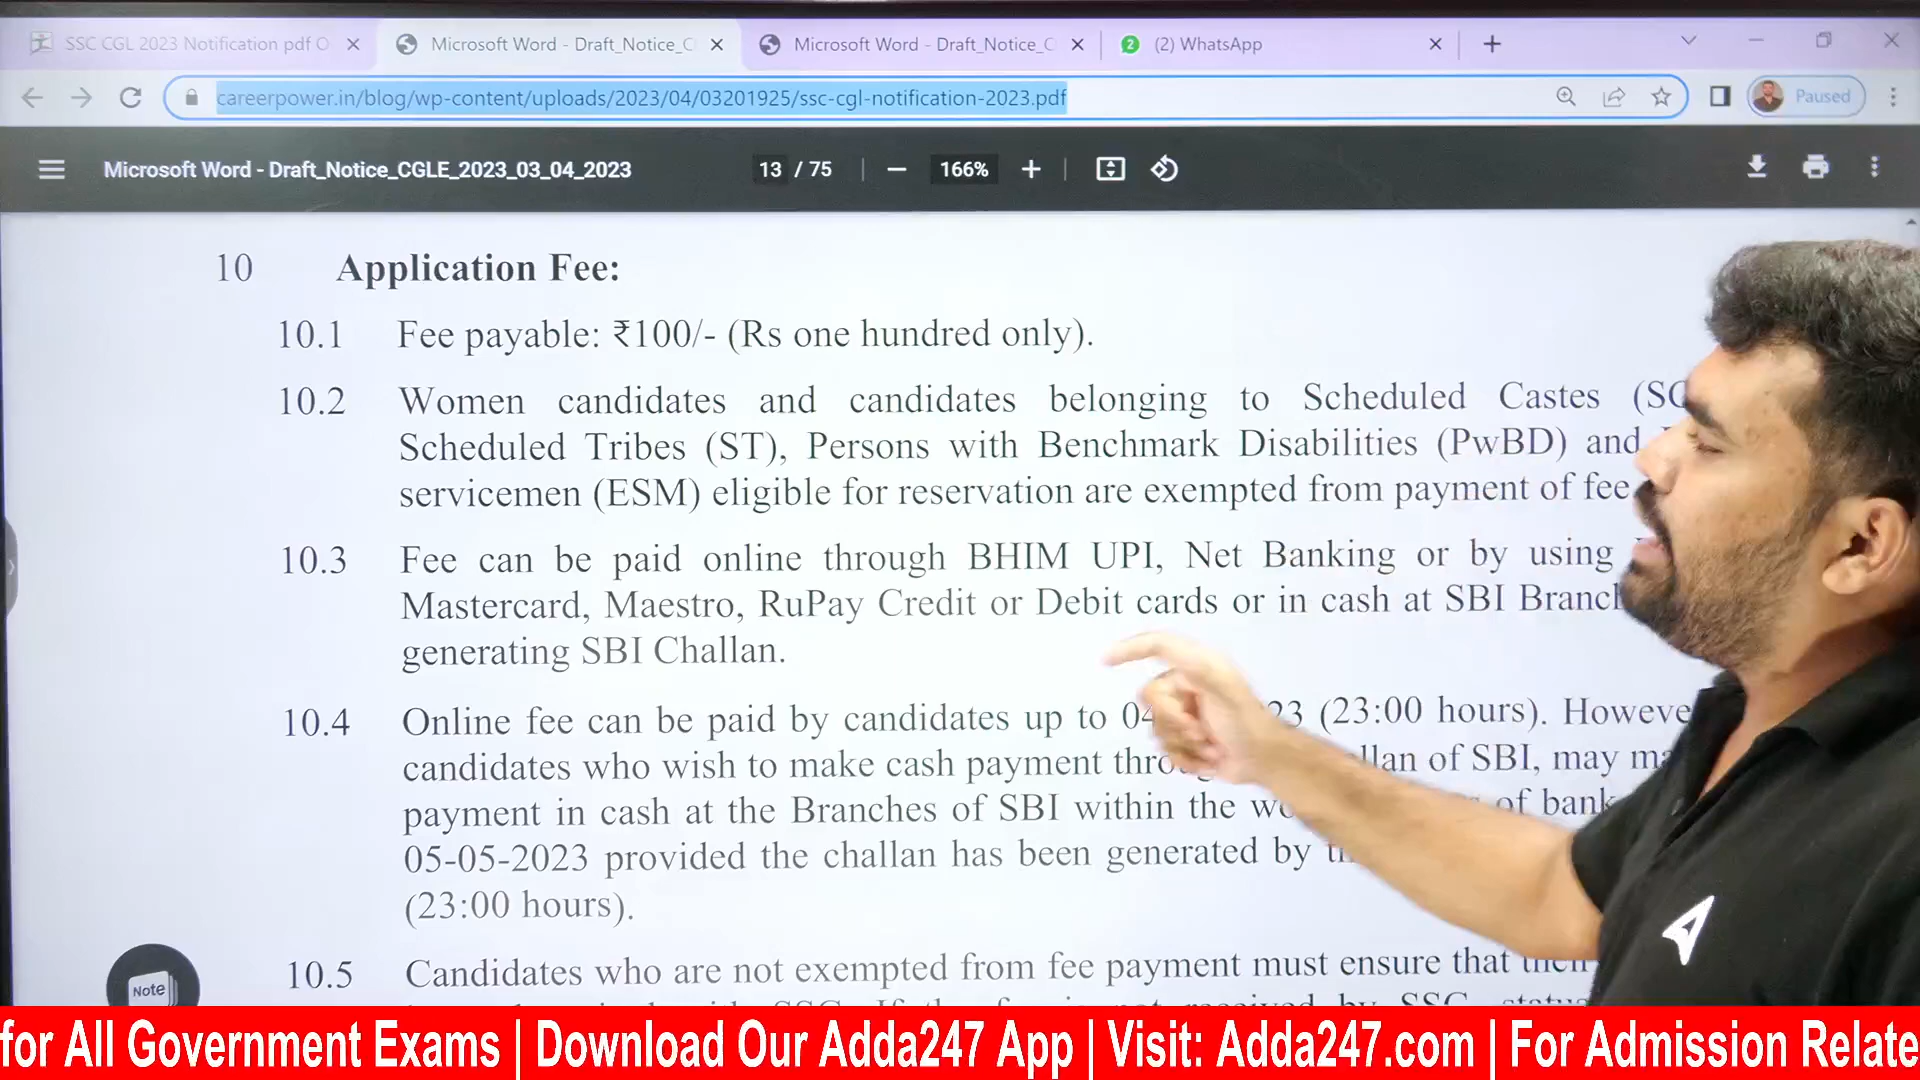 SSC CGL 2023 Notification pdf O
Microsoft Word - Draft_Notice_C
Microsoft Word - Draft_Notice_C
2
(2) WhatsApp
careerpower.in/blog/wp-content/uploads/2023/04/03201925/ssc-cgl-notification-2023.pdf
Paused
Microsoft Word - Draft_Notice_CGLE_2023_03_04_2023
13 / 75
166%
10 Application Fee:
10.1 Fee payable: ₹100/- (Rs one hundred only).
10.2 Women candidates and candidates belonging to Scheduled Castes
Scheduled Tribes (ST), Persons with Benchmark Disabilities (PwBD) and
servicemen (ESM) eligible for reservation are exempted from payment of fee
10.3 Fee can be paid online through BHIM UPI, Net Banking or by using
Mastercard, Maestro, RuPay Credit or Debit cards or in cash at SBI
generating SBI Challan.
10.4 Online fee can be paid by candidates up to (23:00 hours).
candidates who wish to make cash payment of SBI, may
payment in cash at the Branches of SBI within the of
05-05-2023 provided the challan has been generated by
(23:00 hours).
10.5 Candidates who are not exempted from fee payment must ensure that
Note
for All Government Exams | Download Our Adda247 App | Visit: Adda247.com | For Admission Relate